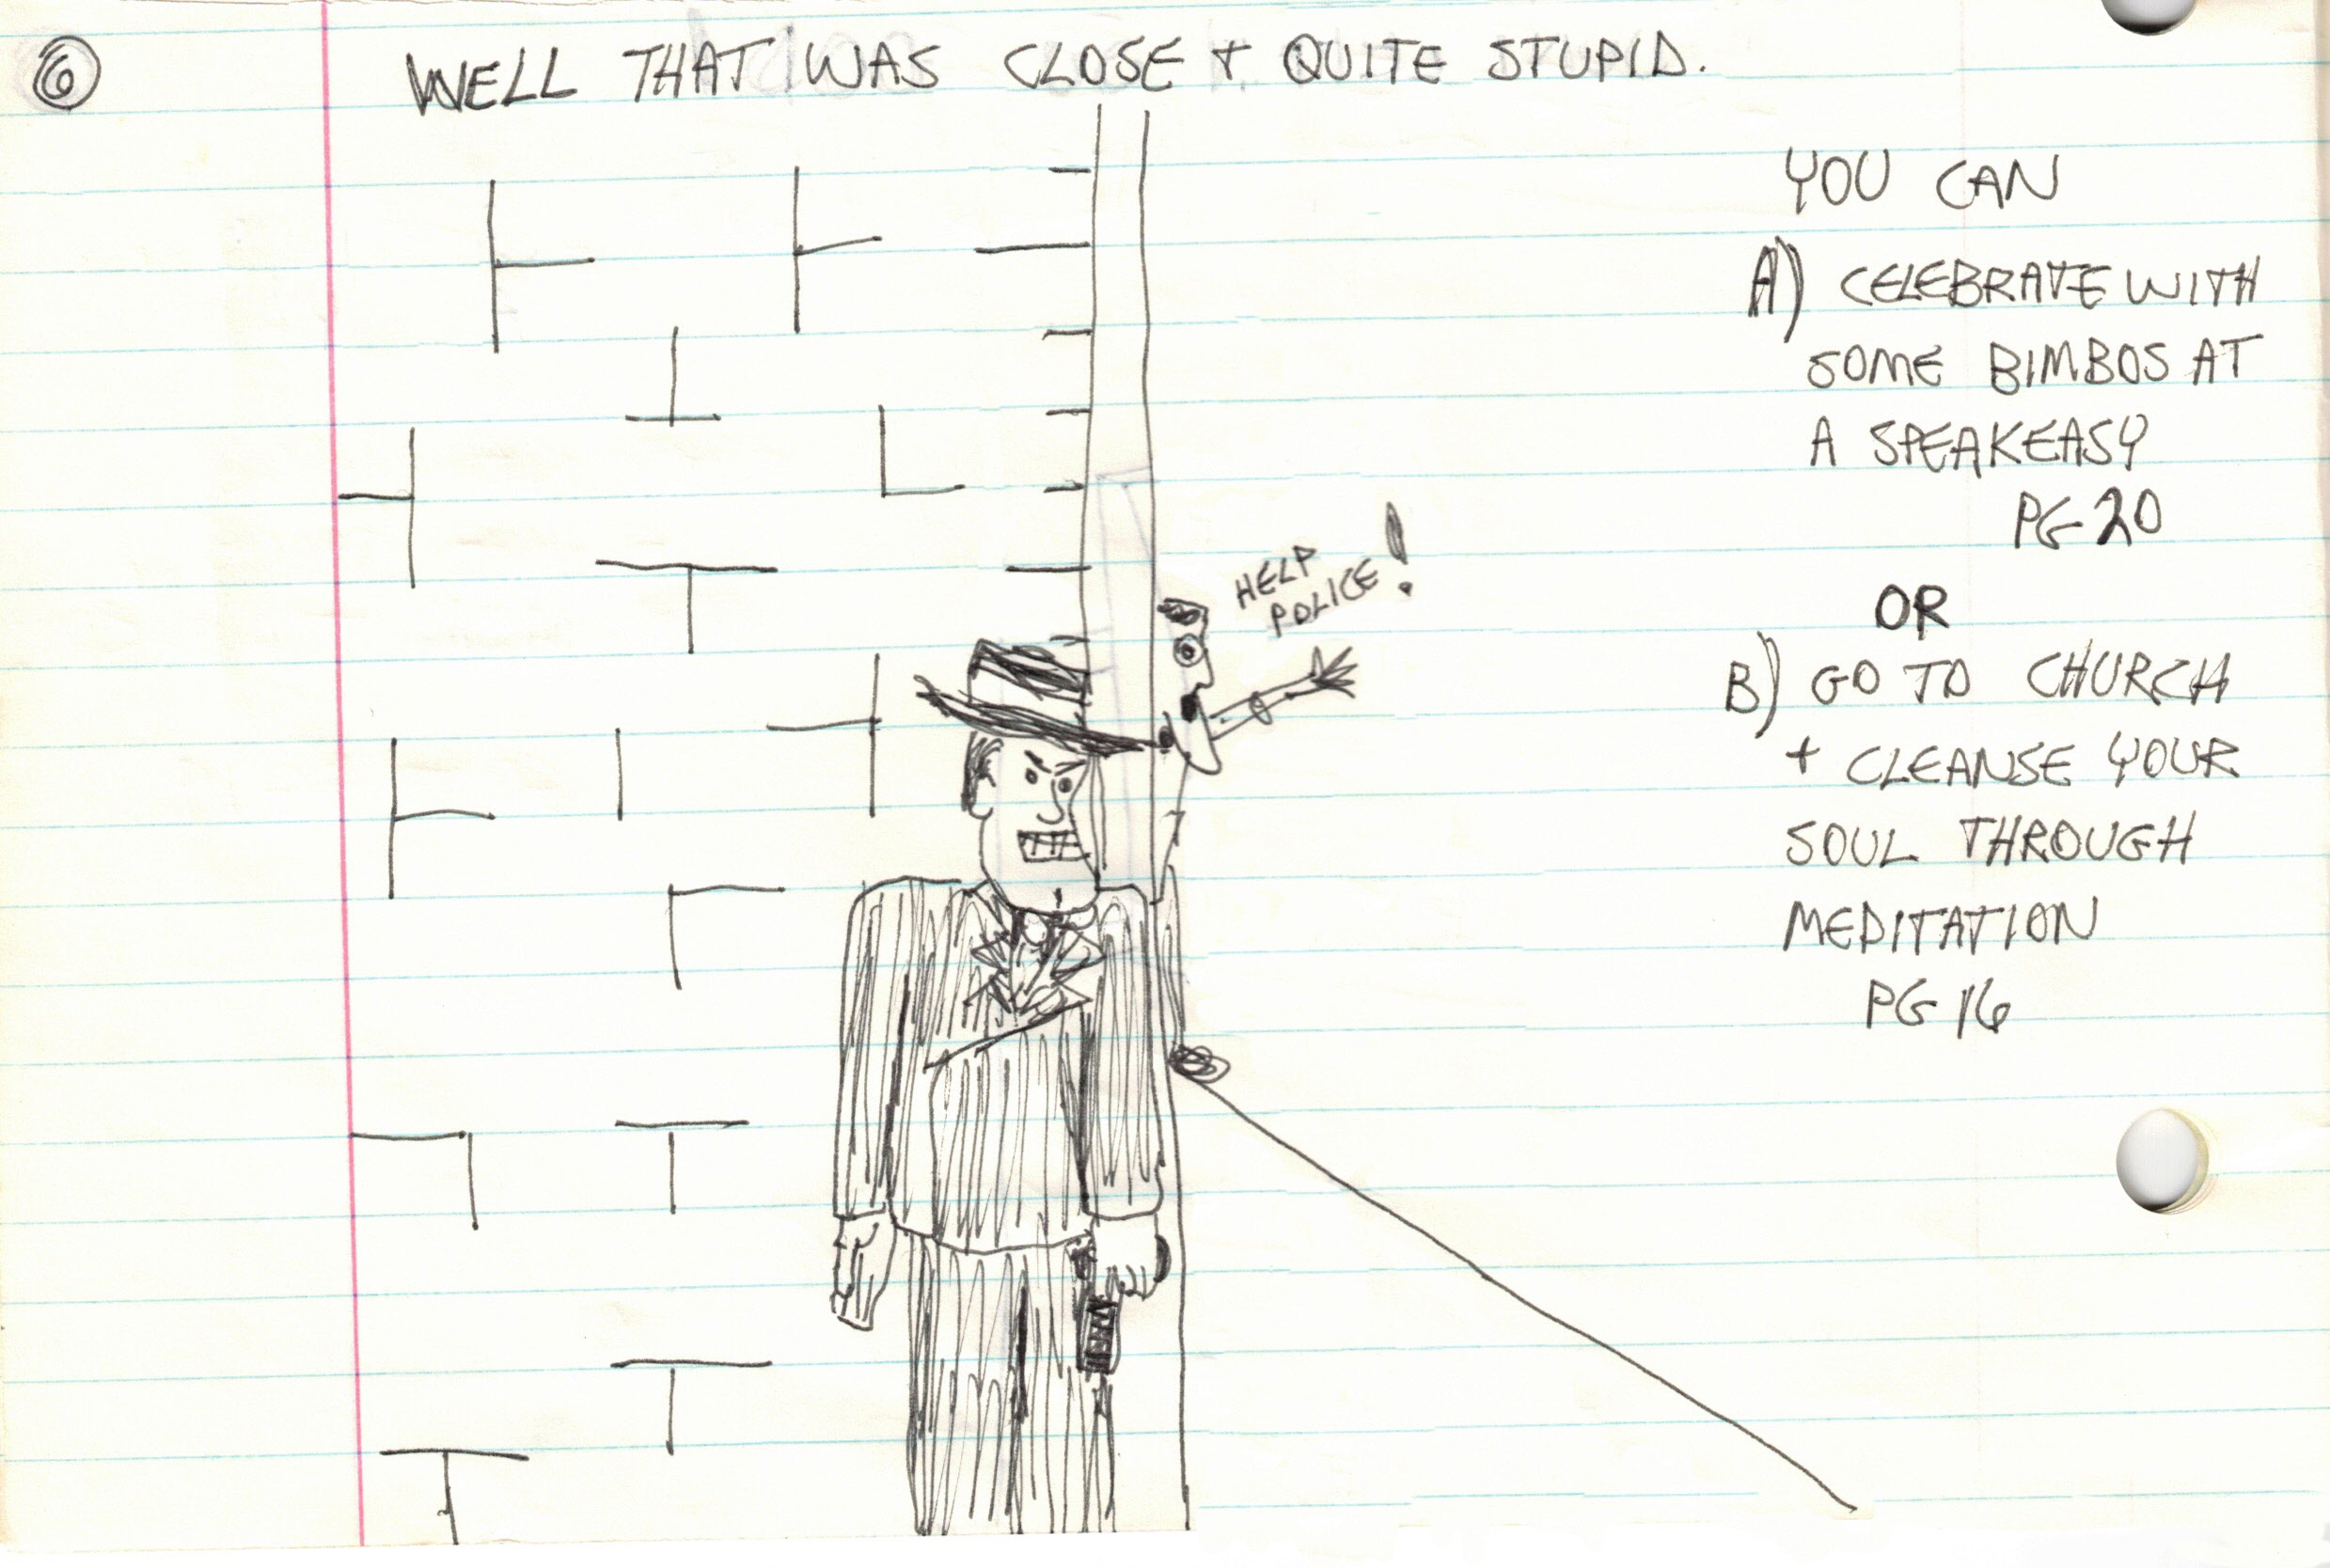 6
WELL THAT WAS CLOSE + QUITE STUPID.
YOU CAN
A) CELEBRATE WITH
SOME BIMBOS AT
A SPEAKEASY
PG 20
OR
B) GO TO CHURCH
+ CLEANSE YOUR
SOUL THROUGH
MEDITATION
PG 16
HELP
POLICE!